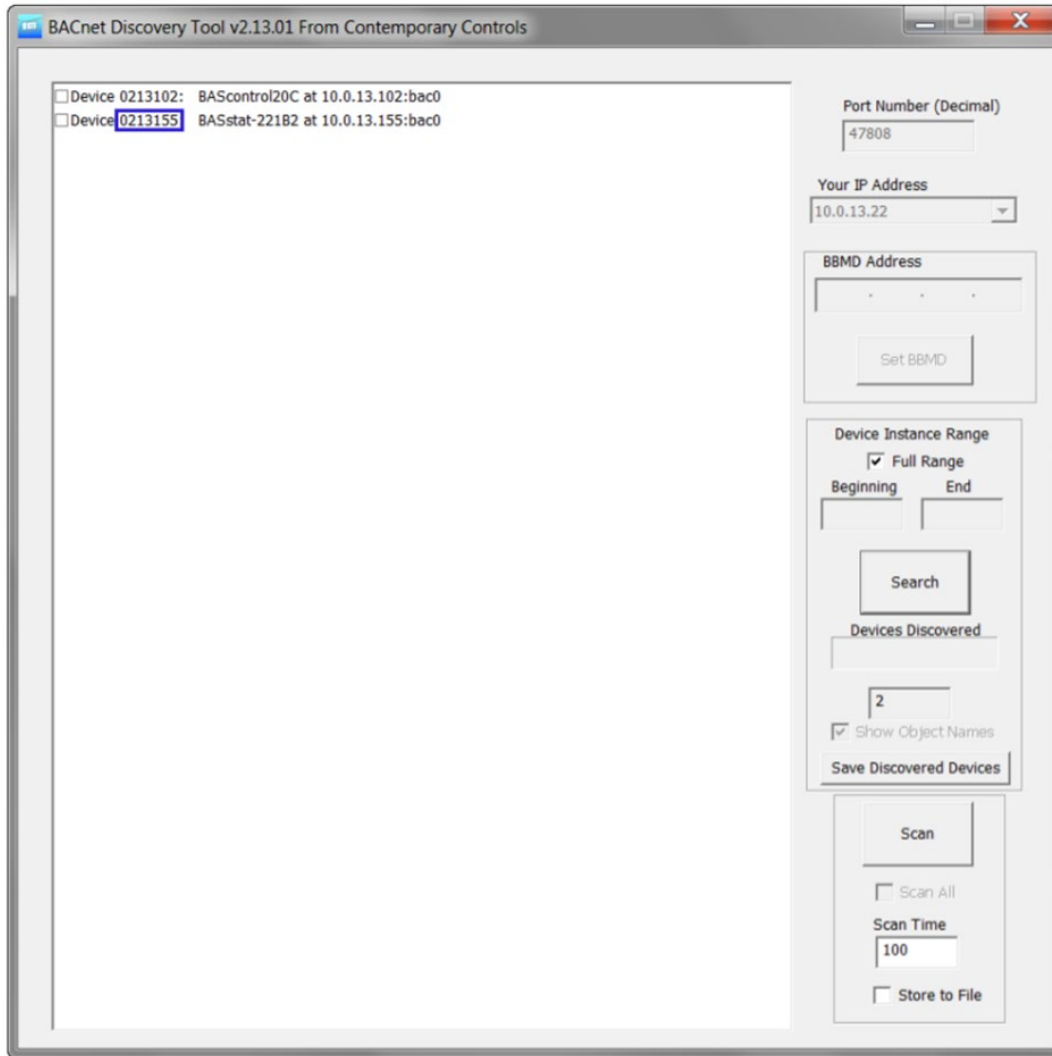 BACnet Discovery Tool v2.13.01 From Contemporary Controls
Device 0213102: BAScontrol20C at 10.0.13.102:bac0
Device 0213155 BASstat-221B2 at 10.0.13.155:bac0
Port Number (Decimal)
47808
Your IP Address
10.0.13.22
BBMD Address
. . .
Set BBMD
Device Instance Range
Full Range
Beginning End
Search
Devices Discovered
2
Show Object Names
Save Discovered Devices
Scan
Scan All
Scan Time
100
Store to File